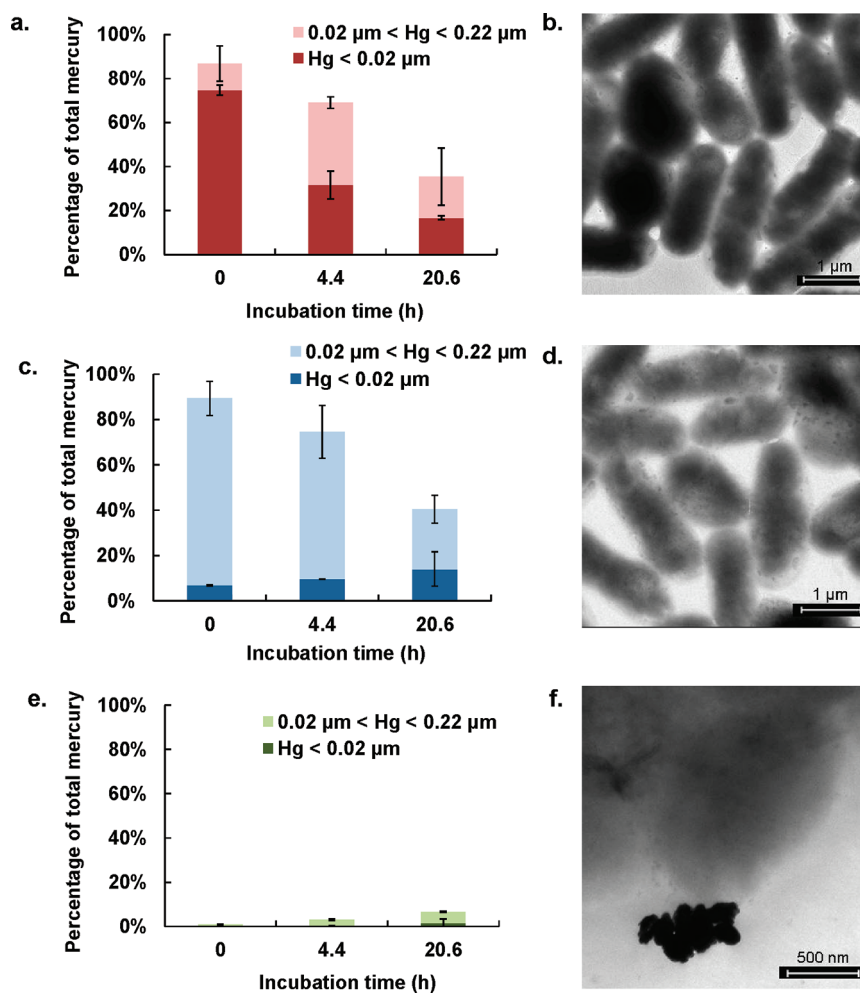 a.
0.02 µm < Hg < 0.22 µm
Hg < 0.02 µm
Percentage of total mercury
100%
80%
60%
40%
20%
0%
0 4.4 20.6
Incubation time (h)
b.
1 µm
c.
0.02 µm < Hg < 0.22 µm
Hg < 0.02 µm
Percentage of total mercury
100%
80%
60%
40%
20%
0%
0 4.4 20.6
Incubation time (h)
d.
1 µm
e.
0.02 µm < Hg < 0.22 µm
Hg < 0.02 µm
Percentage of total mercury
100%
80%
60%
40%
20%
0%
0 4.4 20.6
Incubation time (h)
f.
500 nm